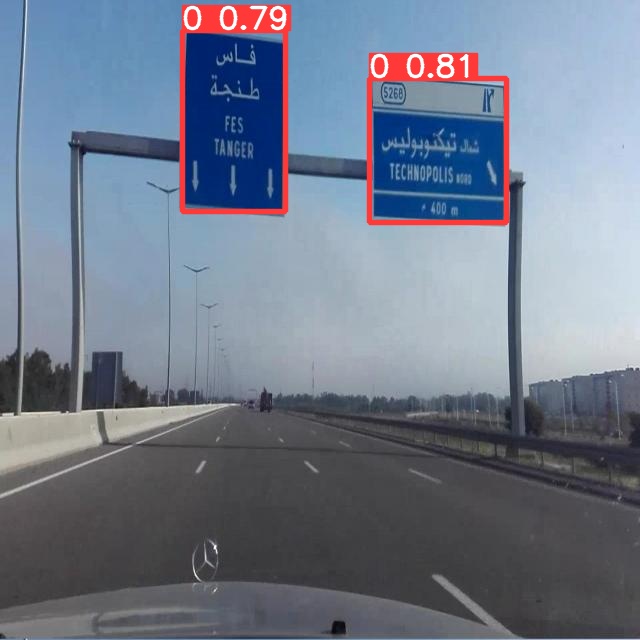 0 0.79
فاس
طنجة
FES
TANGER
0 0.81
S268
شمال تيكنوبوليس
TECHNOPOLIS NORD
400 m